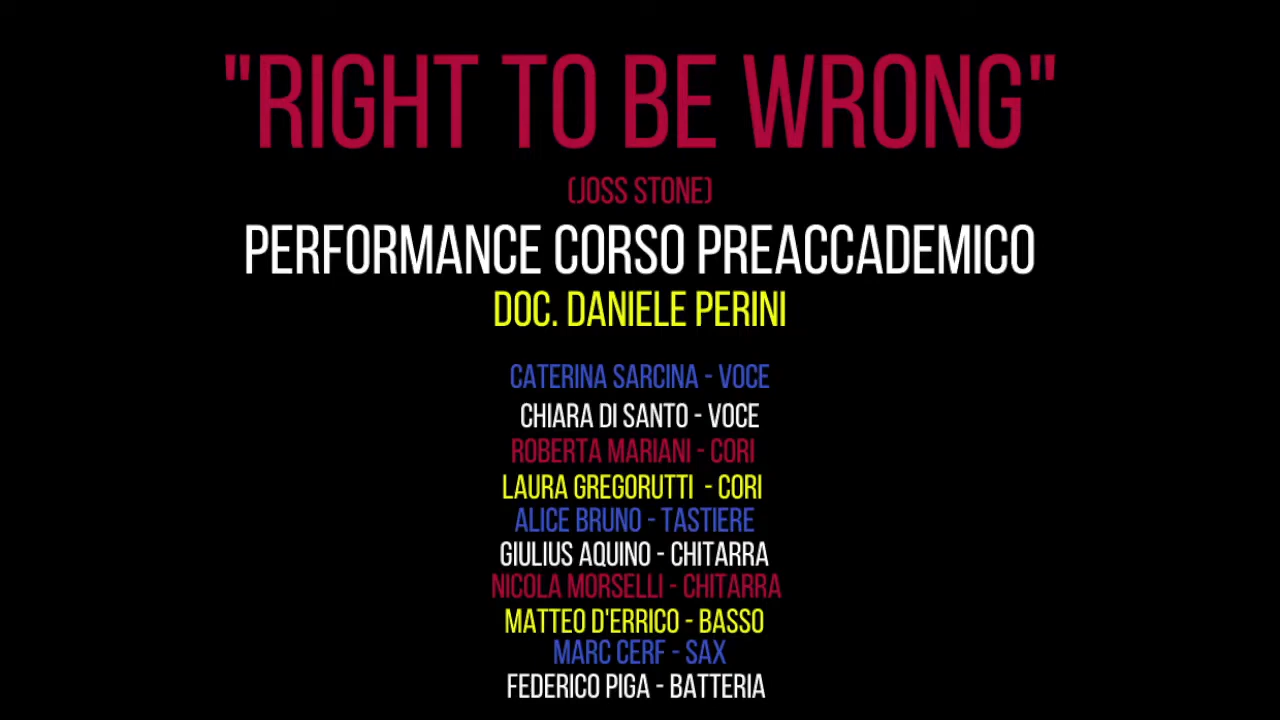 "RIGHT TO BE WRONG"
(JOSS STONE)
PERFORMANCE CORSO PREACCADEMICO
DOC. DANIELE PERINI
CATERINA SARCINA - VOCE
CHIARA DI SANTO - VOCE
ROBERTA MARIANI - CORI
LAURA GREGORUTTI - CORI
ALICE BRUNO - TASTIERE
GIULIUS AQUINO - CHITARRA
NICOLA MORSELLI - CHITARRA
MATTEO D'ERRICO - BASSO
MARC CERF - SAX
FEDERICO PIGA - BATTERIA